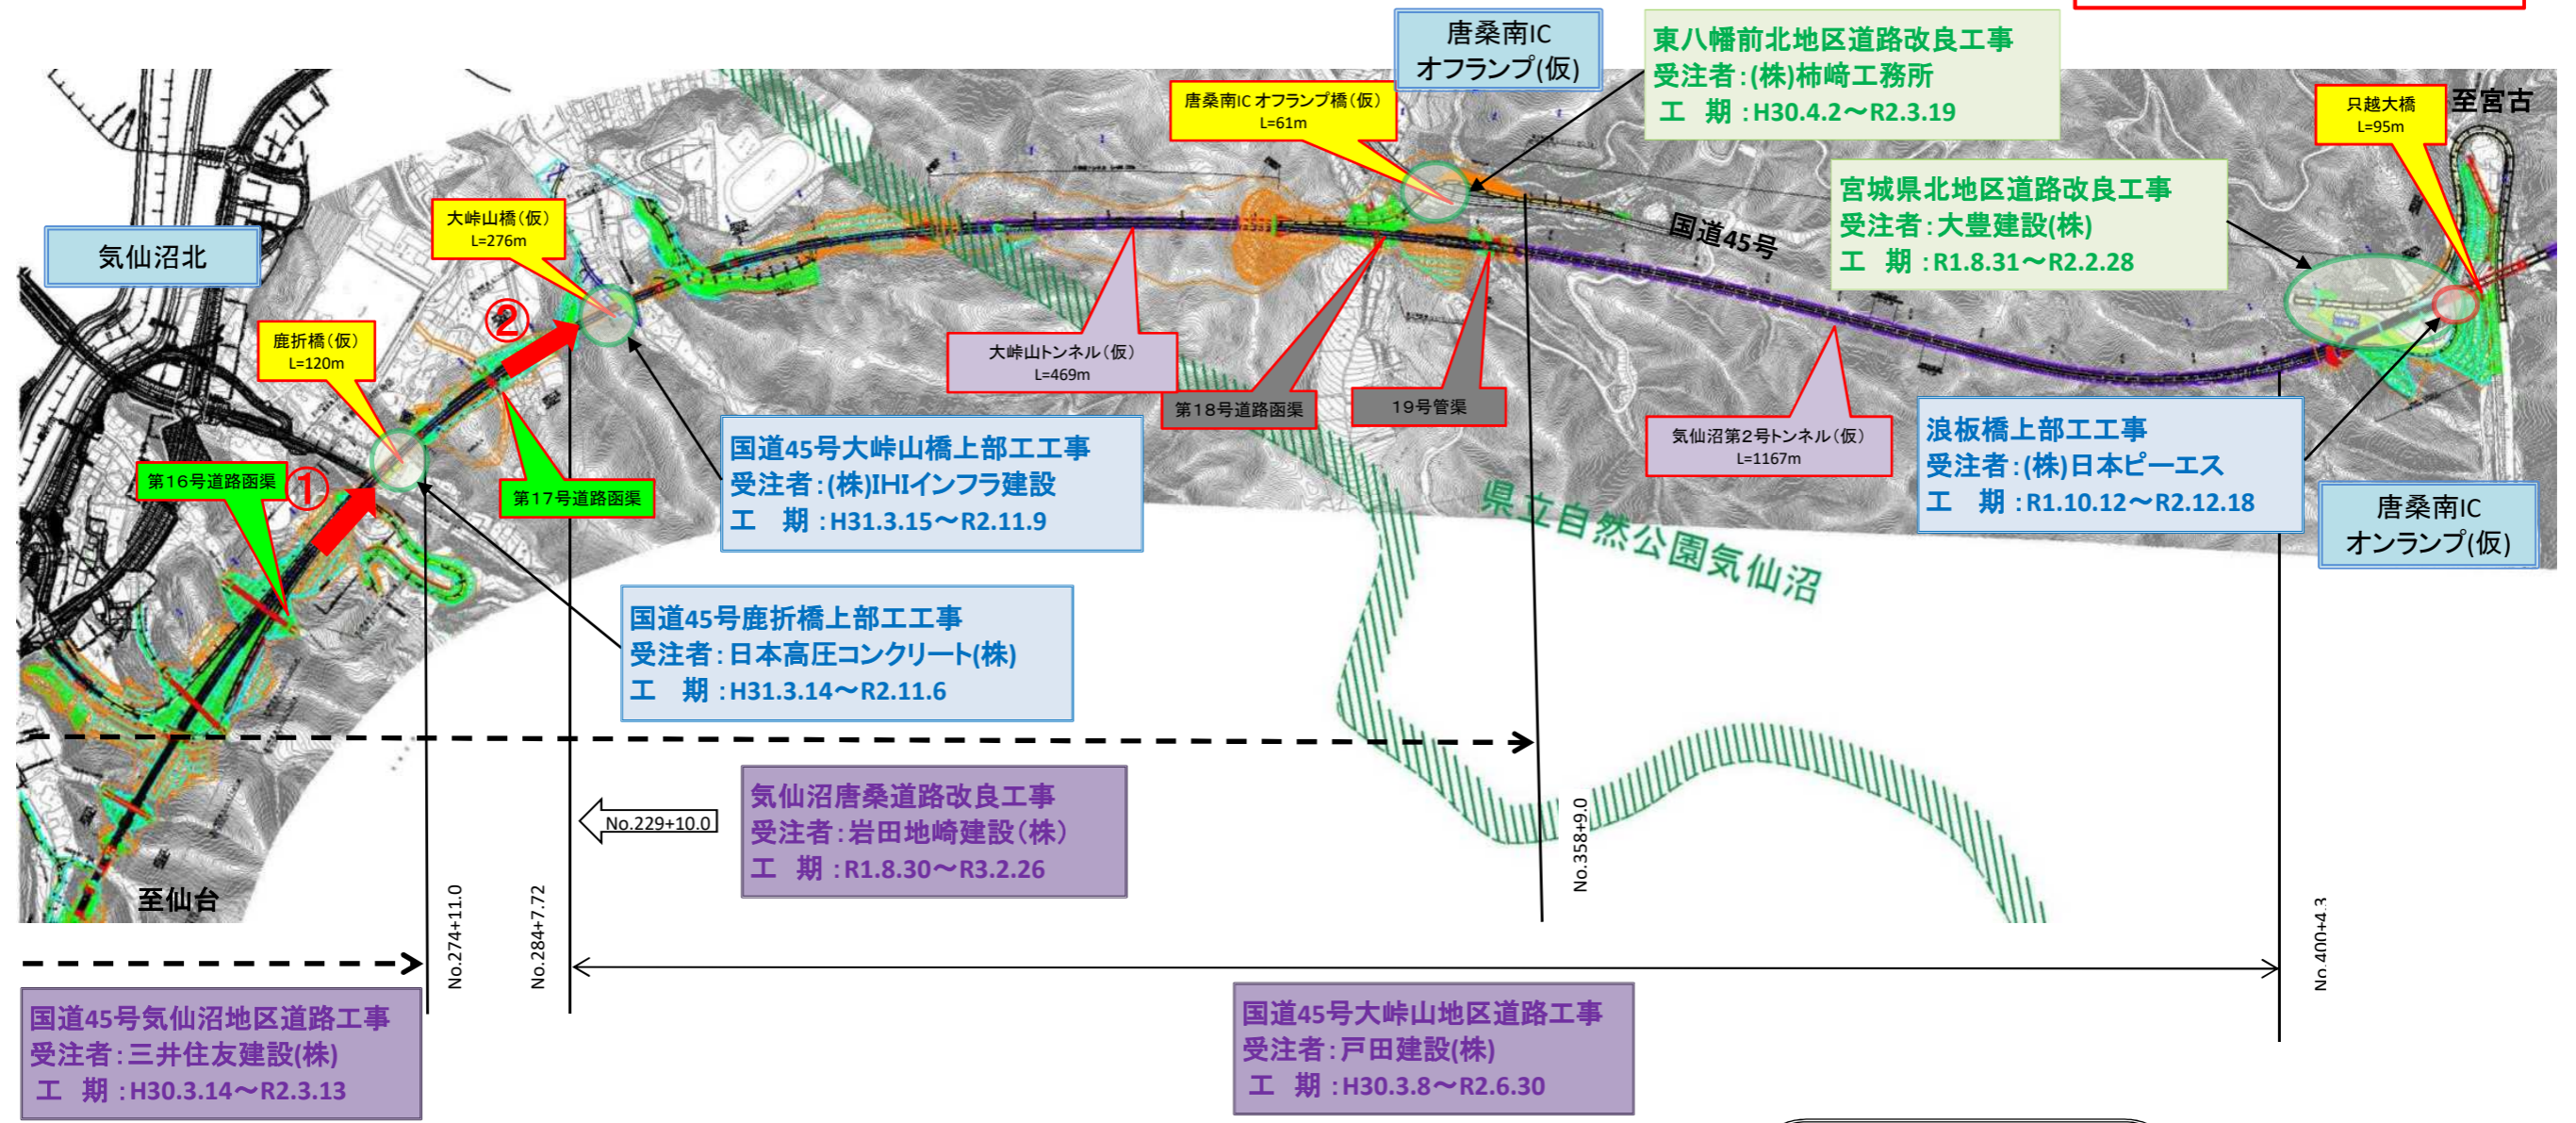 唐桑南IC
オフランプ(仮)
東八幡前北地区道路改良工事
受注者：(株)柿﨑工務所
工　期：H30.4.2～R2.3.19
唐桑南IC オフランプ橋（仮）
L=61m
只越大橋
L=95m
至宮古
宮城県北地区道路改良工事
受注者：大豊建設(株)
工　期：R1.8.31～R2.2.28
国道45号
気仙沼北
大峠山橋（仮）
L=276m
②
鹿折橋（仮）
L=120m
大峠山トンネル（仮）
L=469m
第18号道路函渠
19号管渠
気仙沼第2号トンネル（仮）
L=1167m
浪板橋上部工工事
受注者：(株)日本ピーエス
工　期：R1.10.12～R2.12.18
唐桑南IC
オンランプ(仮)
国道45号大峠山橋上部工工事
受注者：(株)IHIインフラ建設
工　期：H31.3.15～R2.11.9
第16号道路函渠
①
第17号道路函渠
県立自然公園気仙沼
国道45号鹿折橋上部工工事
受注者：日本高圧コンクリート(株)
工　期：H31.3.14～R2.11.6
気仙沼唐桑道路改良工事
受注者：岩田地崎建設（株）
工　期：R1.8.30～R3.2.26
No.229+10.0
至仙台
No.274+11.0
No.284+7.72
No.358+9.0
No.400+4.3
国道45号気仙沼地区道路工事
受注者：三井住友建設(株)
工　期：H30.3.14～R2.3.13
国道45号大峠山地区道路工事
受注者：戸田建設(株)
工　期：H30.3.8～R2.6.30